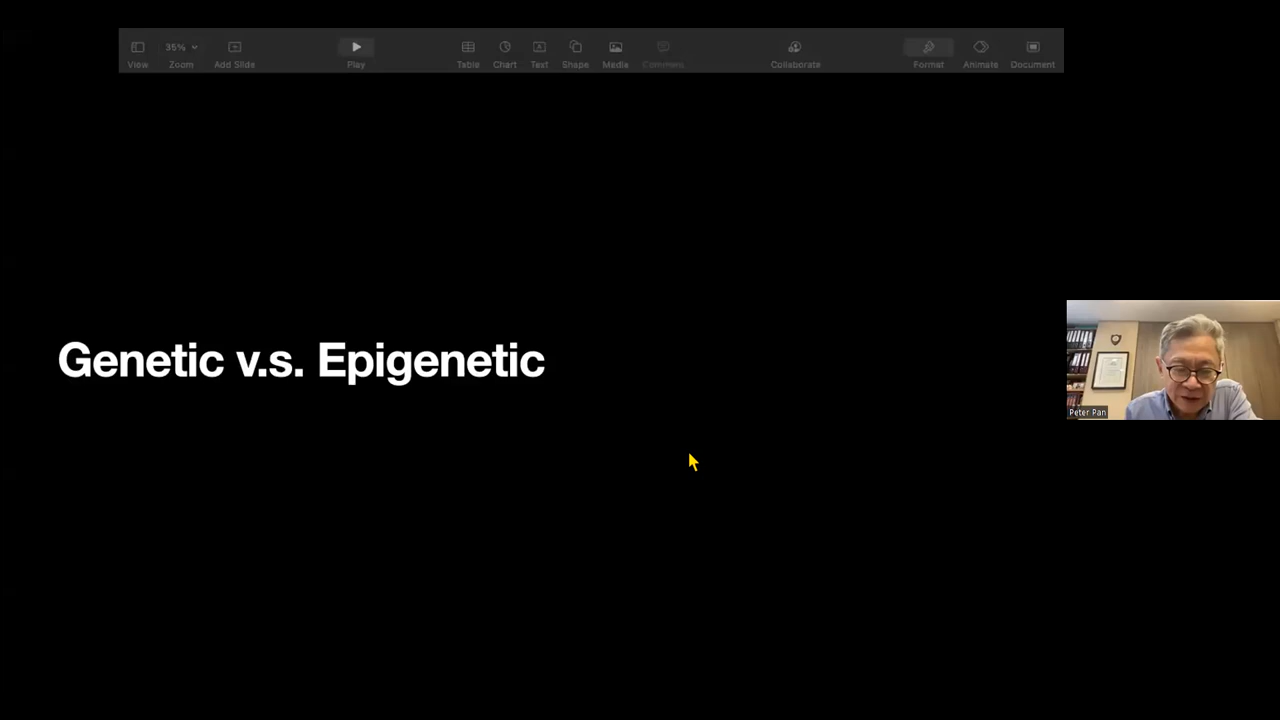 35%
View Zoom Add Slide Play Table Chart Text Shape Media Comment Collaborate Format Animate Document
Genetic v.s. Epigenetic
Peter Pan